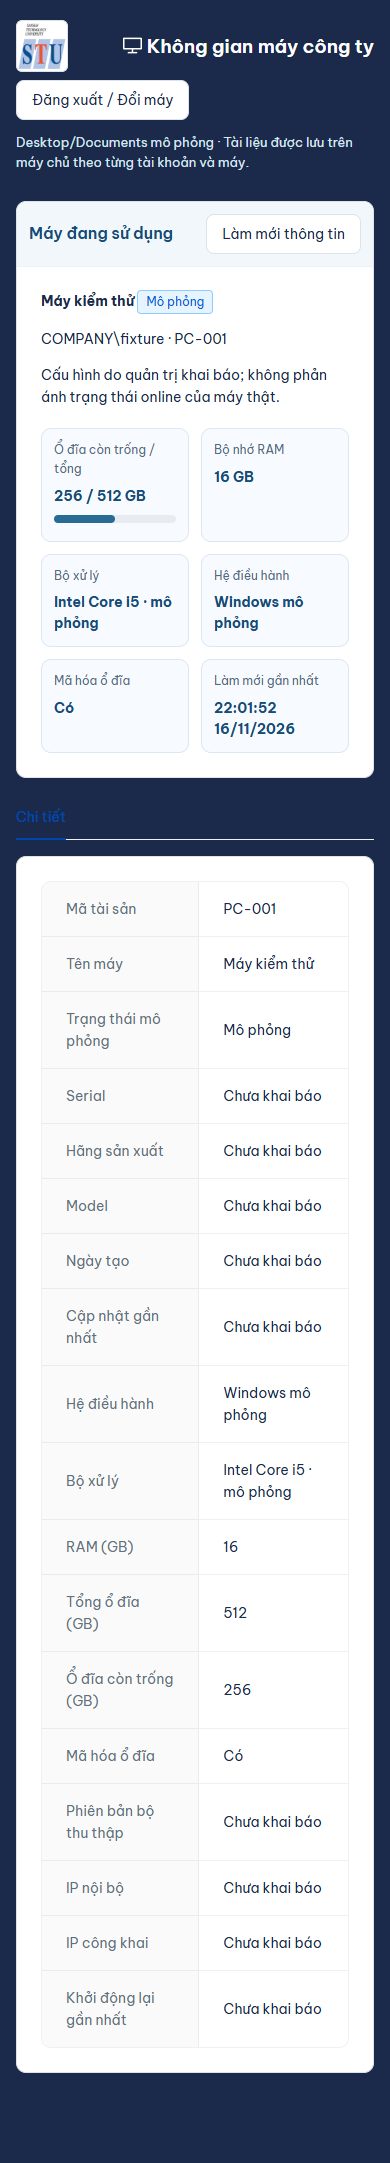 SAIGON
TECHNOLOGY
UNIVERSITY
STU
Không gian máy công ty
Đăng xuất / Đổi máy
Desktop/Documents mô phỏng · Tài liệu được lưu trên
máy chủ theo từng tài khoản và máy.
Máy đang sử dụng
Làm mới thông tin
Máy kiểm thử Mô phỏng
COMPANY\fixture · PC-001
Cấu hình do quản trị khai báo; không phản
ánh trạng thái online của máy thật.
Ổ đĩa còn trống /
tổng
256 / 512 GB
Bộ nhớ RAM
16 GB
Bộ xử lý
Intel Core i5 · mô
phỏng
Hệ điều hành
Windows mô
phỏng
Mã hóa ổ đĩa
Có
Làm mới gần nhất
22:01:52
16/11/2026
Chi tiết
Mã tài sản
PC-001
Tên máy
Máy kiểm thử
Trạng thái mô
phỏng
Mô phỏng
Serial
Chưa khai báo
Hãng sản xuất
Chưa khai báo
Model
Chưa khai báo
Ngày tạo
Chưa khai báo
Cập nhật gần
nhất
Chưa khai báo
Hệ điều hành
Windows mô
phỏng
Bộ xử lý
Intel Core i5 ·
mô phỏng
RAM (GB)
16
Tổng ổ đĩa
(GB)
512
Ổ đĩa còn trống
(GB)
256
Mã hóa ổ đĩa
Có
Phiên bản bộ
thu thập
Chưa khai báo
IP nội bộ
Chưa khai báo
IP công khai
Chưa khai báo
Khởi động lại
gần nhất
Chưa khai báo